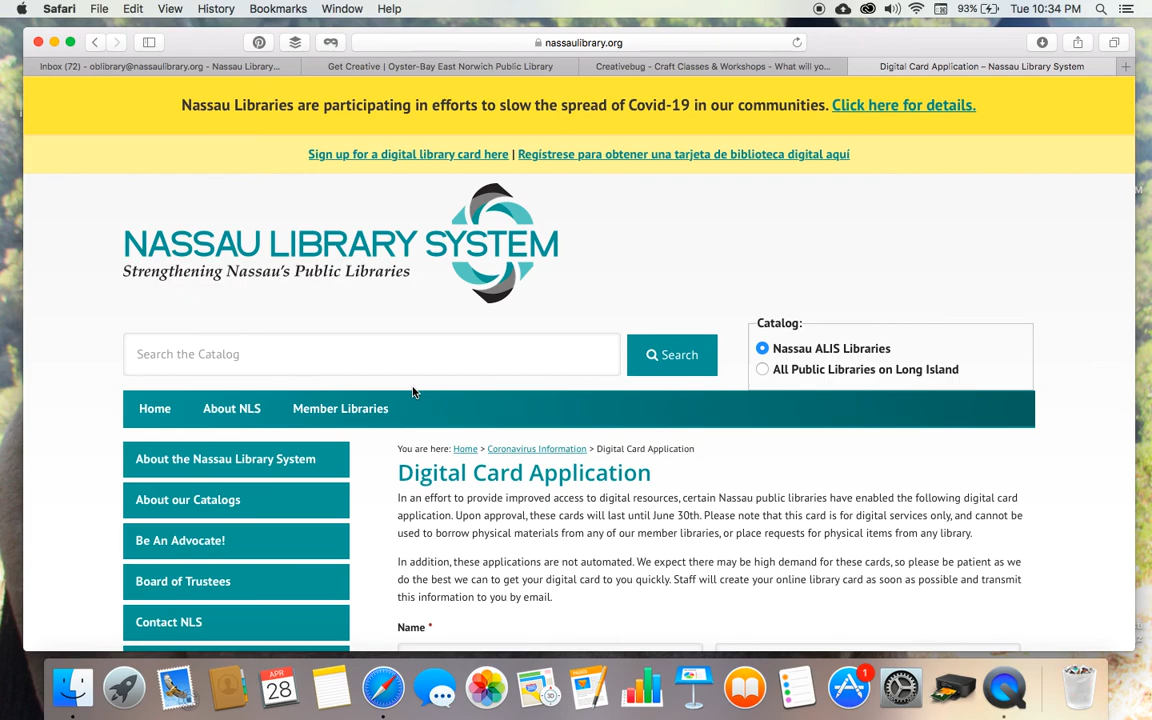 Safari File Edit View History Bookmarks Window Help 93% Tue 10:34 PM
nassaulibrary.org
Inbox (72) - oblibrary@nassaulibrary.org - Nassau Library... Get Creative | Oyster-Bay East Norwich Public Library Creativebug - Craft Classes & Workshops - What will yo... Digital Card Application – Nassau Library System
Nassau Libraries are participating in efforts to slow the spread of Covid-19 in our communities. Click here for details.
Sign up for a digital library card here | Regístrese para obtener una tarjeta de biblioteca digital aquí
NASSAU LIBRARY SYSTEM
Strengthening Nassau's Public Libraries
Catalog:
Search the Catalog Search Nassau ALIS Libraries
All Public Libraries on Long Island
Home About NLS Member Libraries
You are here: Home > Coronavirus Information > Digital Card Application
About the Nassau Library System
Digital Card Application
In an effort to provide improved access to digital resources, certain Nassau public libraries have enabled the following digital card
About our Catalogs
application. Upon approval, these cards will last until June 30th. Please note that this card is for digital services only, and cannot be
used to borrow physical materials from any of our member libraries, or place requests for physical items from any library.
Be An Advocate!
In addition, these applications are not automated. We expect there may be high demand for these cards, so please be patient as we
Board of Trustees
do the best we can to get your digital card to you quickly. Staff will create your online library card as soon as possible and transmit
this information to you by email.
Contact NLS
Name *
APR
28
3D
1